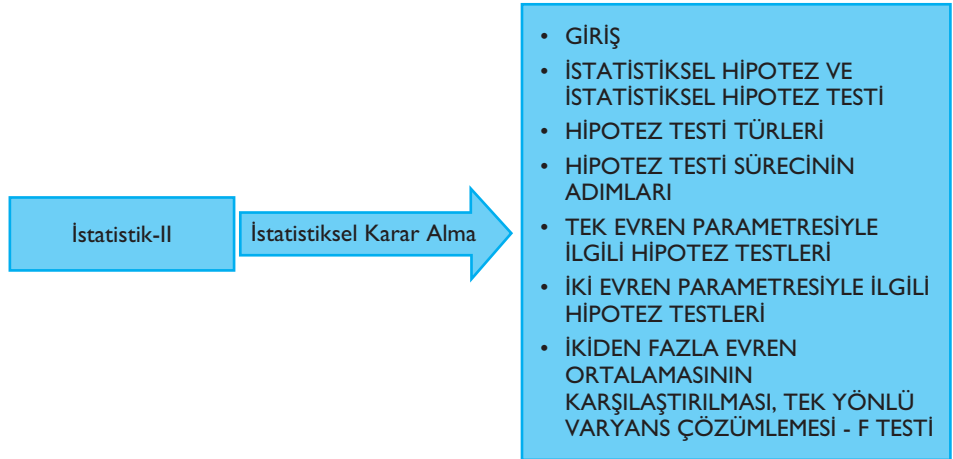 İstatistik-II
İstatistiksel Karar Alma
• GİRİŞ
• İSTATİSTİKSEL HİPOTEZ VE
İSTATİSTİKSEL HİPOTEZ TESTİ
• HİPOTEZ TESTİ TÜRLERİ
• HİPOTEZ TESTİ SÜRECİNİN
ADIMLARI
• TEK EVREN PARAMETRESİYLE
İLGİLİ HİPOTEZ TESTLERİ
• İKİ EVREN PARAMETRESİYLE İLGİLİ
HİPOTEZ TESTLERİ
• İKİDEN FAZLA EVREN
ORTALAMASININ
KARŞILAŞTIRILMASI, TEK YÖNLÜ
VARYANS ÇÖZÜMLEMESİ - F TESTİ